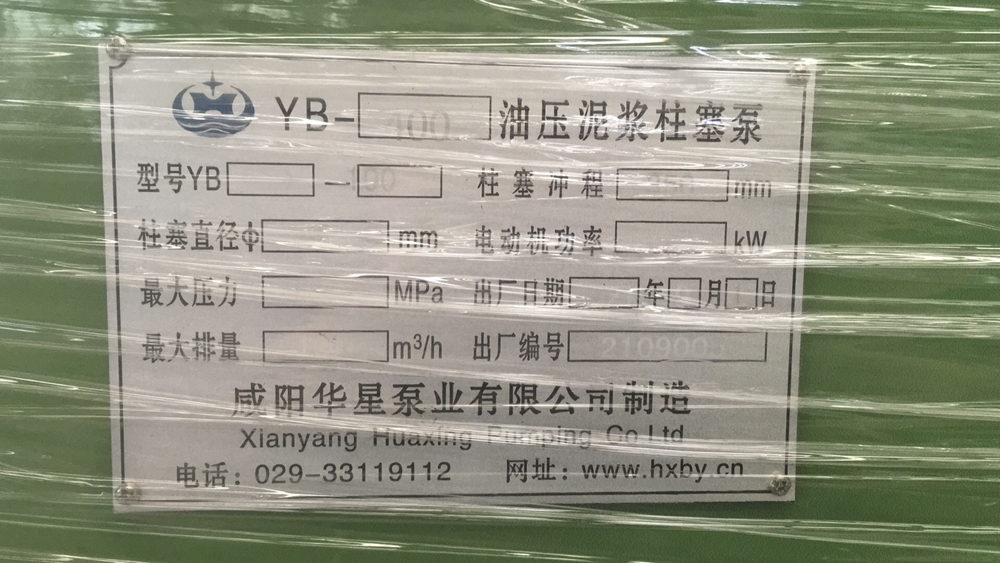 YB-400油压泥浆柱塞泵
型号YB — 柱塞冲程 mm
柱塞直径ф mm 电动机功率 kW
最大压力 MPa 出厂日期 年 月 日
最大排量 m³/h 出厂编号 210900
咸阳华星泵业有限公司制造
Xianyang Huaxing Pumping Co Ltd
电话：029-33119112 网址：www.hxby.cn